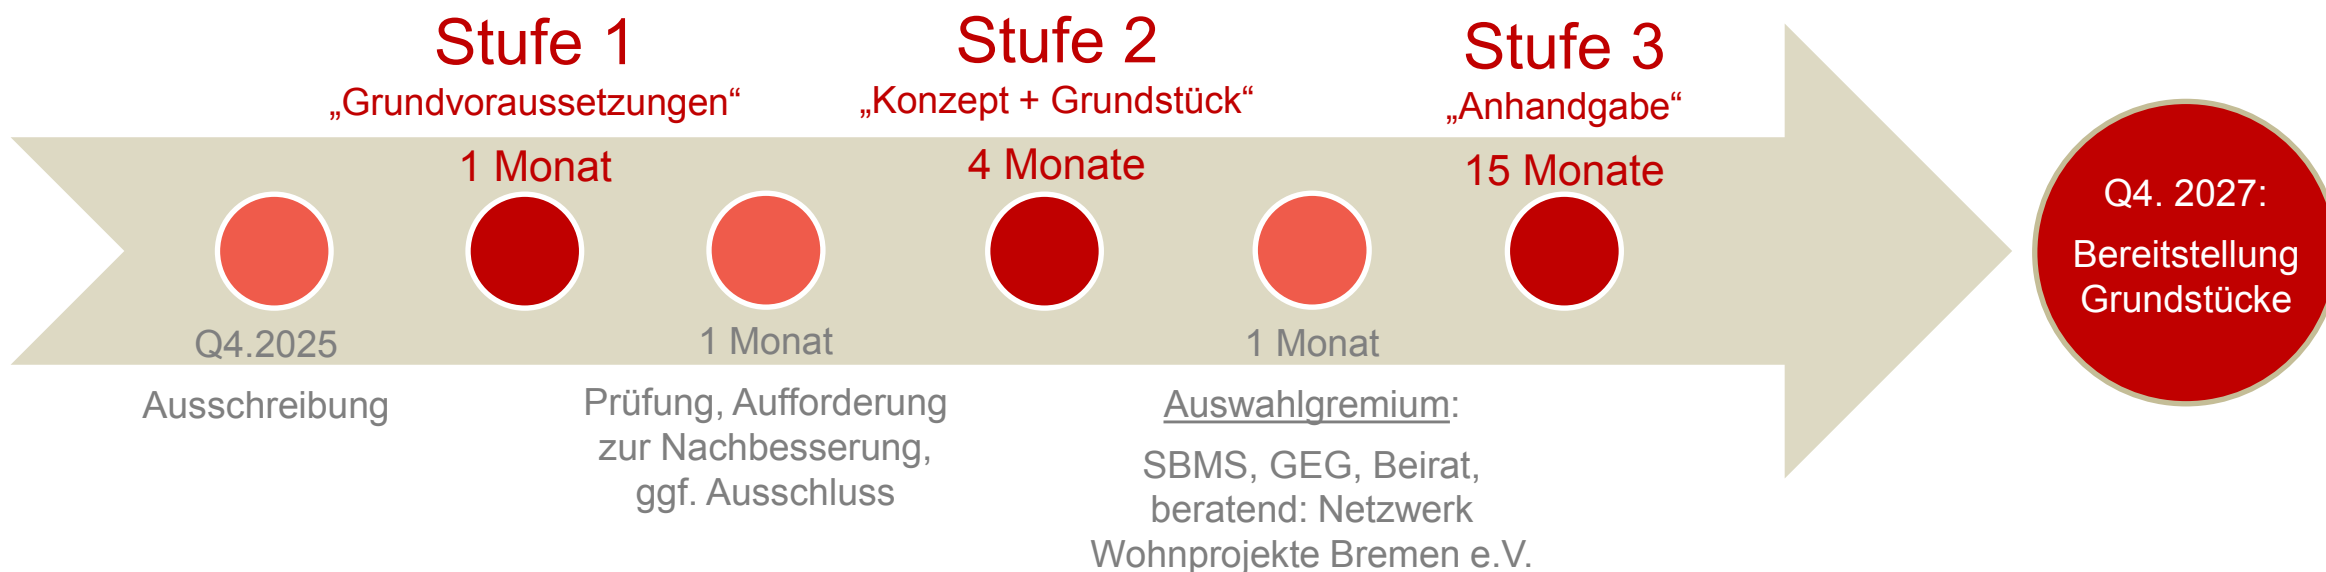 Stufe 1
„Grundvoraussetzungen“
1 Monat
Stufe 2
„Konzept + Grundstück“
4 Monate
Stufe 3
„Anhandgabe“
15 Monate
Q4.2025
Ausschreibung
1 Monat
Prüfung, Aufforderung
zur Nachbesserung,
ggf. Ausschluss
1 Monat
Auswahlgremium:
SBMS, GEG, Beirat,
beratend: Netzwerk
Wohnprojekte Bremen e.V.
Q4. 2027:
Bereitstellung
Grundstücke